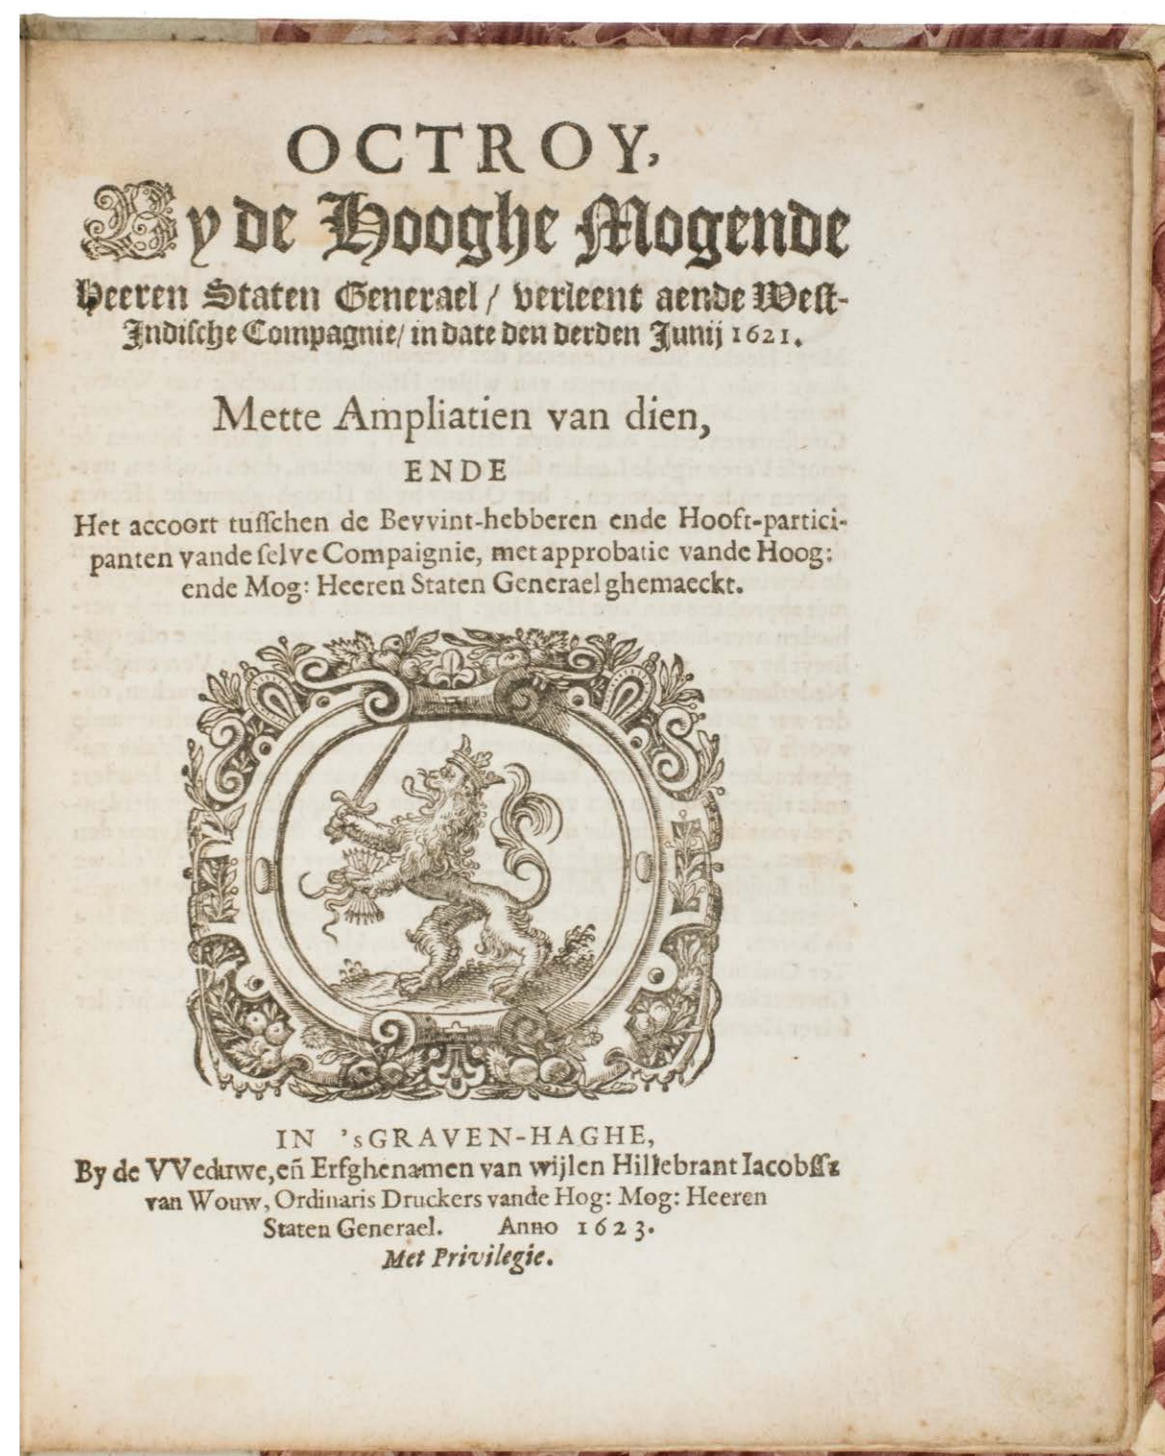 OCTROY,
By de Hooghe Mogende
Heeren Staten Generael / verleent aende West-
Indische Compagnie / in date den derden Junij 1621.
Mette Ampliatien van dien,
ENDE
Het accoort tusschen de Bevvint-hebberen ende Hooft-partici-
panten vande selve Compaignie, met approbatie vande Hoog:
ende Mog: Heeren Staten Generael ghemaeckt.
IN 'sGRAVEN-HAGHE,
By de VVeduwe, eñ Erfghenamen van wijlen Hillebrant Iacobssz
van Wouw, Ordinaris Druckers vande Hog: Mog: Heeren
Staten Generael. Anno 1623.
Met Privilegie.